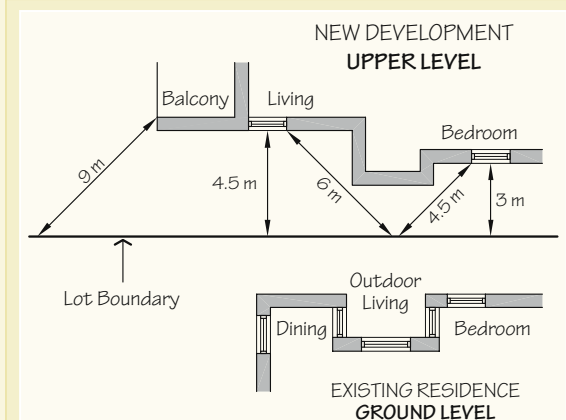 NEW DEVELOPMENT
UPPER LEVEL
Balcony
Living
Bedroom
9 m
4.5 m
6 m
4.5 m
3 m
Lot Boundary
Outdoor
Living
Dining
Bedroom
EXISTING RESIDENCE
GROUND LEVEL